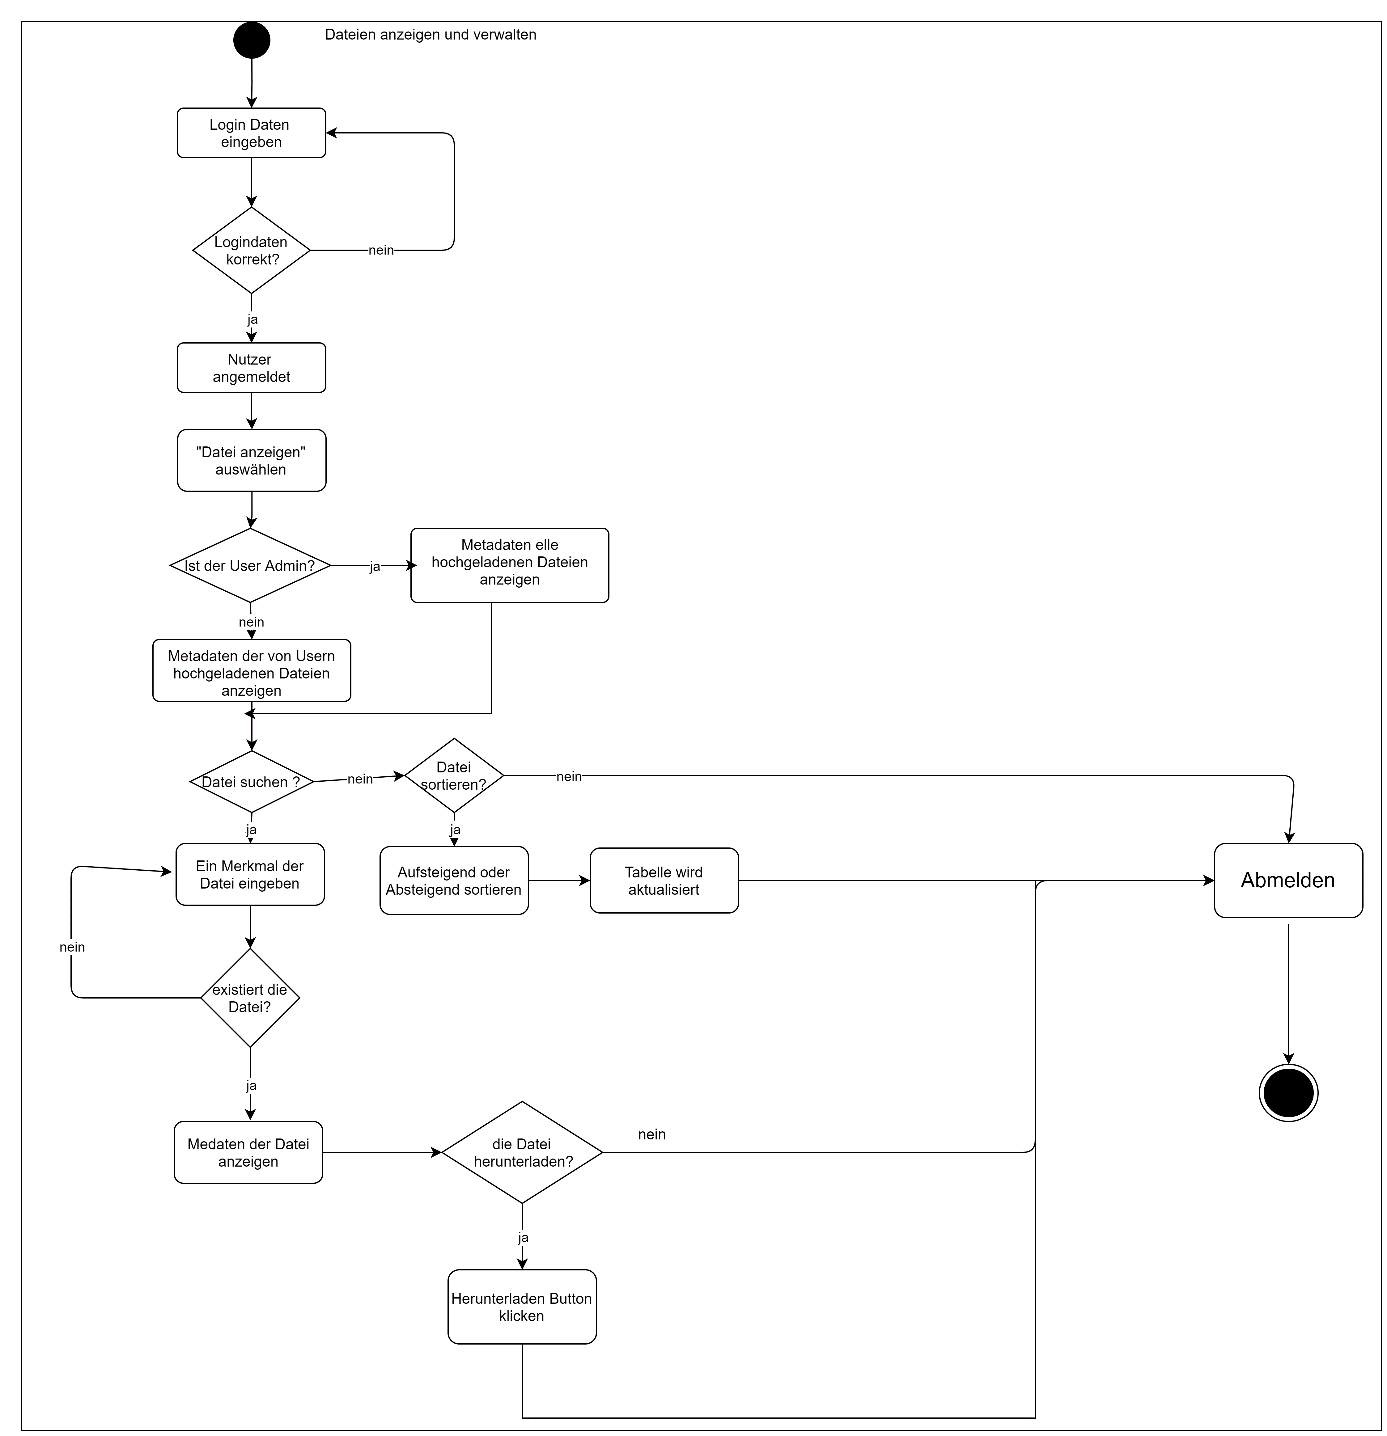 Dateien anzeigen und verwalten
Login Daten
eingeben
Logindaten
korrekt?
nein
ja
Nutzer
angemeldet
"Datei anzeigen"
auswählen
Ist der User Admin?
ja
Metadaten elle
hochgeladenen Dateien
anzeigen
nein
Metadaten der von Usern
hochgeladenen Dateien
anzeigen
Datei suchen ?
nein
Datei
sortieren?
nein
ja
ja
Ein Merkmal der
Datei eingeben
Aufsteigend oder
Absteigend sortieren
Tabelle wird
aktualisiert
Abmelden
nein
existiert die
Datei?
ja
Medaten der Datei
anzeigen
die Datei
herunterladen?
nein
ja
Herunterladen Button
klicken